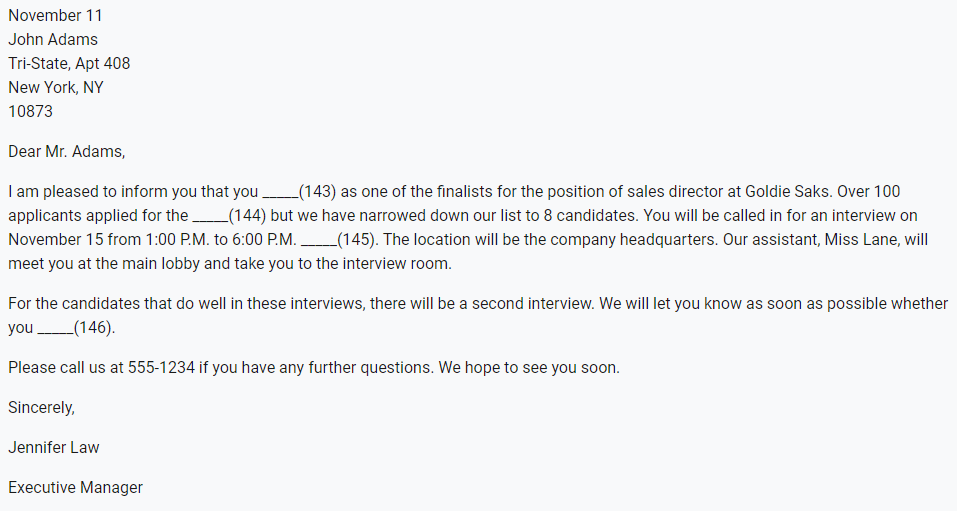 November 11
John Adams
Tri-State, Apt 408
New York, NY
10873
Dear Mr. Adams,
I am pleased to inform you that you _____(143) as one of the finalists for the position of sales director at Goldie Saks. Over 100
applicants applied for the _____(144) but we have narrowed down our list to 8 candidates. You will be called in for an interview on
November 15 from 1:00 P.M. to 6:00 P.M. _____(145). The location will be the company headquarters. Our assistant, Miss Lane, will
meet you at the main lobby and take you to the interview room.
For the candidates that do well in these interviews, there will be a second interview. We will let you know as soon as possible whether
you _____(146).
Please call us at 555-1234 if you have any further questions. We hope to see you soon.
Sincerely,
Jennifer Law
Executive Manager